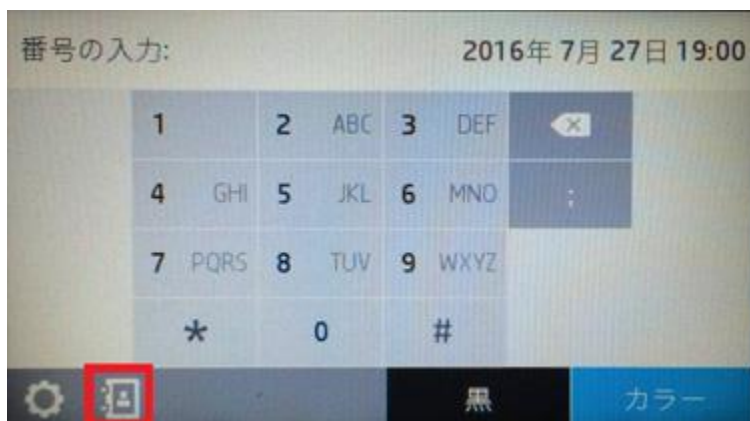 番号の入力: 2016年 7月 27日 19:00
1 2 ABC 3 DEF
4 GHI 5 JKL 6 MNO ;
7 PQRS 8 TUV 9 WXYZ
* 0 #
黒 カラー